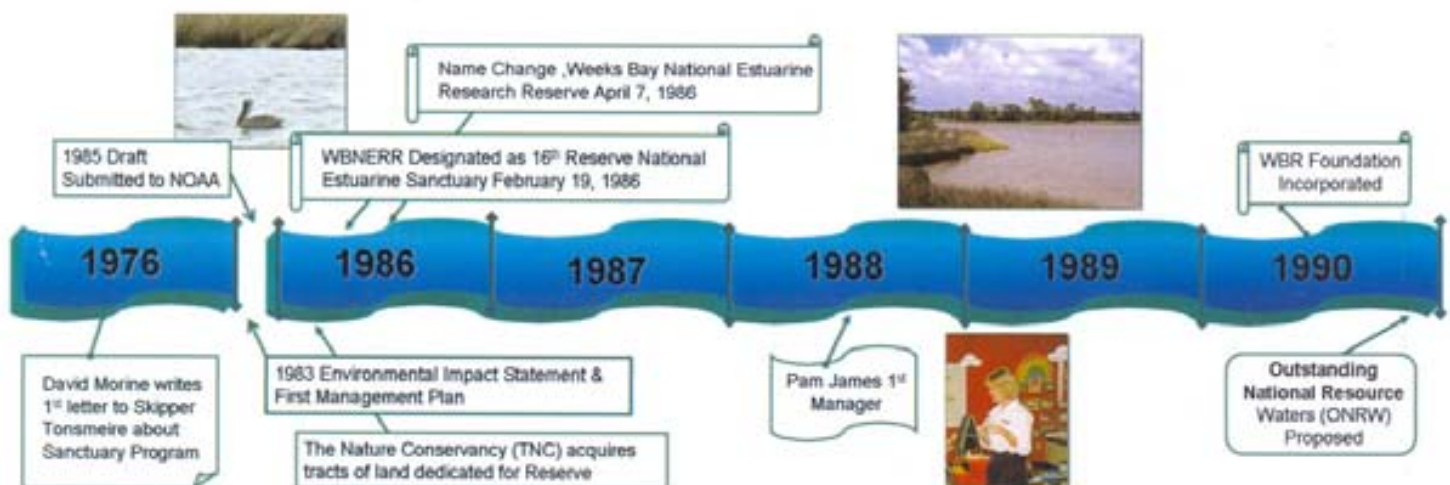 Name Change ,Weeks Bay National Estuarine
Research Reserve April 7, 1986
1985 Draft
Submitted to NOAA
WBNERR Designated as 16th Reserve National
Estuarine Sanctuary February 19, 1986
WBR Foundation
Incorporated
1976
1986
1987
1988
1989
1990
David Morine writes
1st letter to Skipper
Tonsmeire about
Sanctuary Program
1983 Environmental Impact Statement &
First Management Plan
The Nature Conservancy (TNC) acquires
tracts of land dedicated for Reserve
Pam James 1st
Manager
Outstanding
National Resource
Waters (ONRW)
Proposed